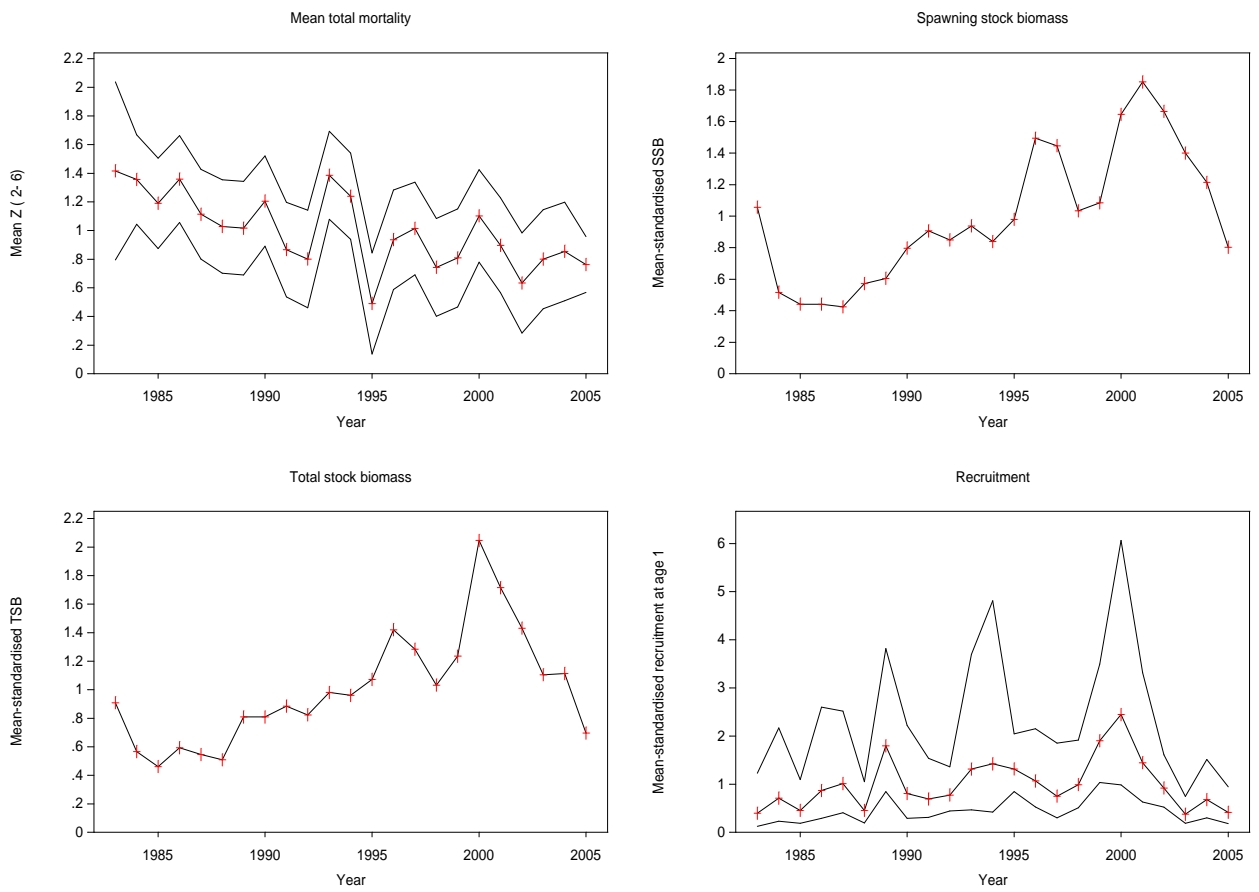 Mean total mortality
Mean Z ( 2- 6)
2.2
2
1.8
1.6
1.4
1.2
1
.8
.6
.4
.2
0
1985 1990 1995 2000 2005
Year
Spawning stock biomass
Mean-standardised SSB
2
1.8
1.6
1.4
1.2
1
.8
.6
.4
.2
0
1985 1990 1995 2000 2005
Year
Total stock biomass
Mean-standardised TSB
2.2
2
1.8
1.6
1.4
1.2
1
.8
.6
.4
.2
0
1985 1990 1995 2000 2005
Year
Recruitment
Mean-standardised recruitment at age 1
6
5
4
3
2
1
0
1985 1990 1995 2000 2005
Year